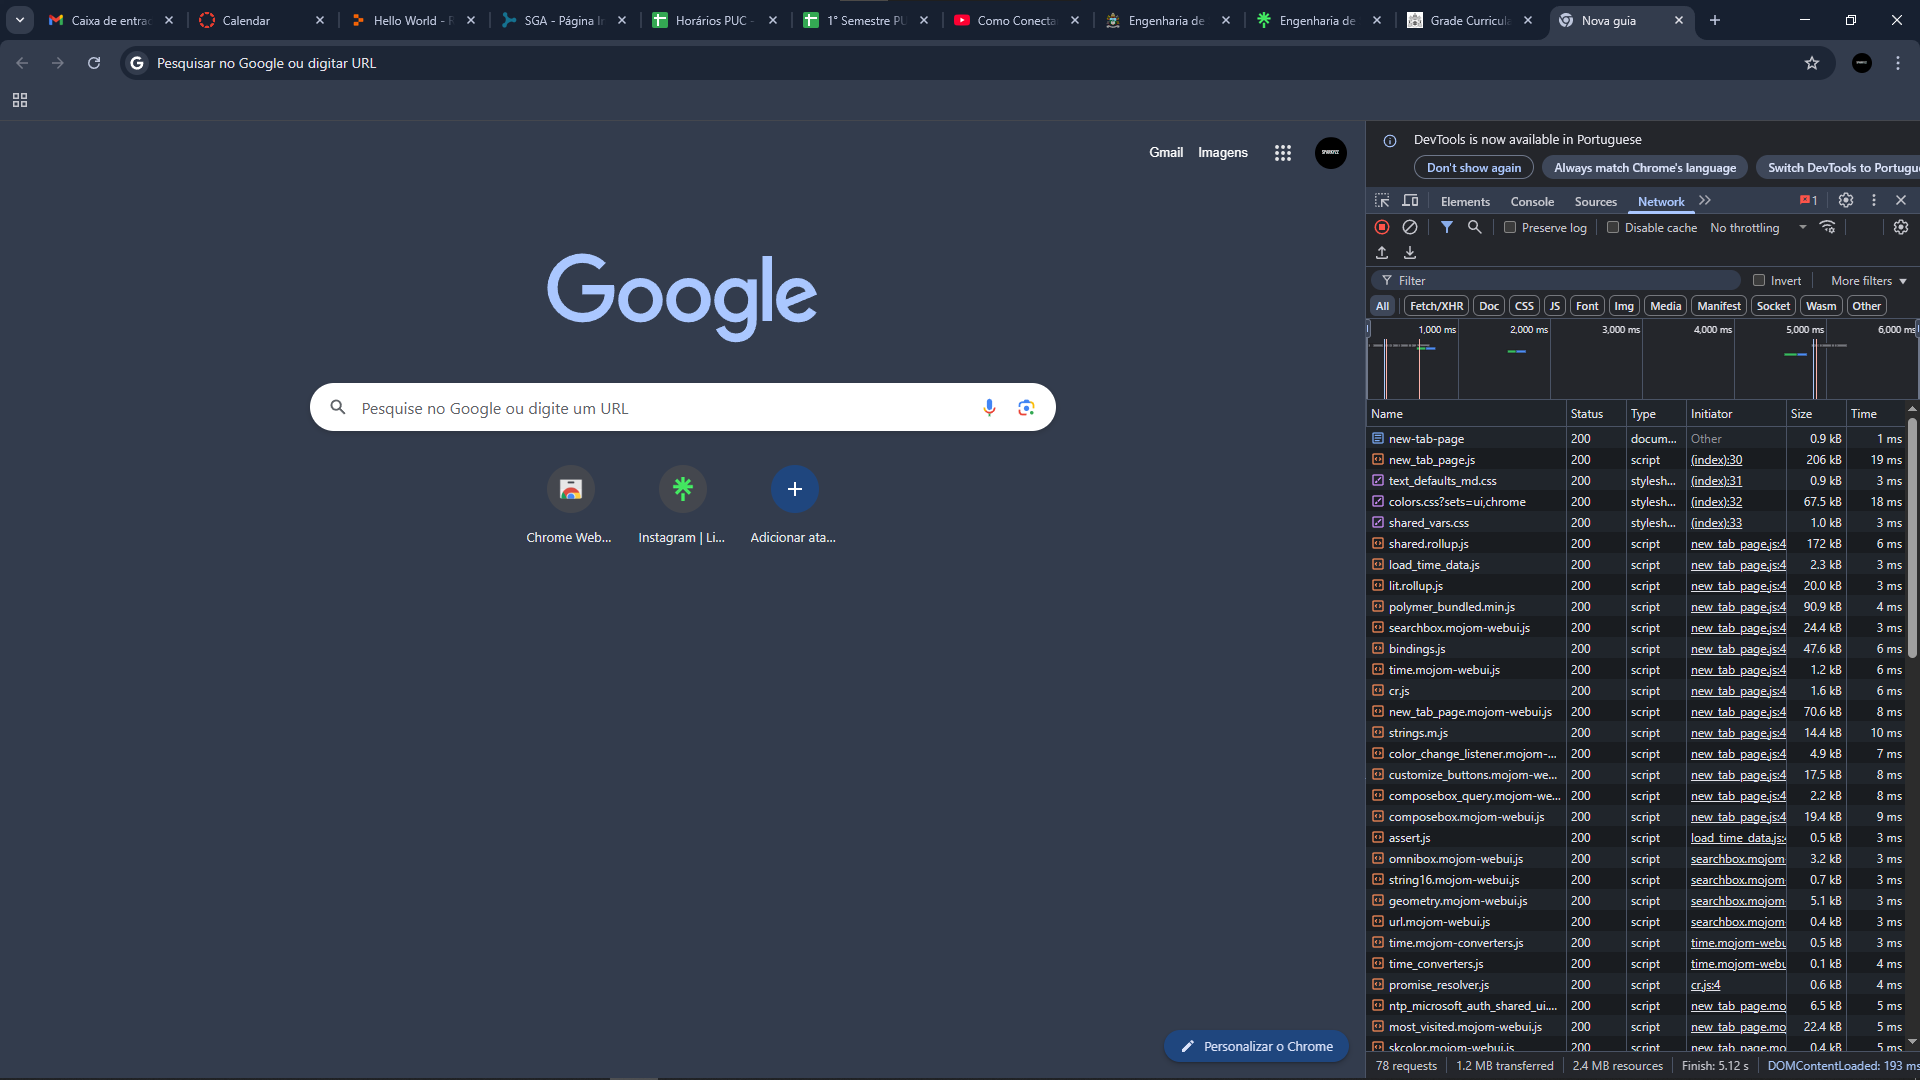 Caixa de entrac
Calendar
Hello World - R
SGA - Página In
Horários PUC -
1° Semestre PU
Como Conecta
Engenharia de
Engenharia de
Grade Curricula
Nova guia
Pesquisar no Google ou digitar URL
Gmail Imagens
SPARKFIZZ
Google
Pesquise no Google ou digite um URL
Chrome Web... Instagram | Li... Adicionar ata...
Personalizar o Chrome
DevTools is now available in Portuguese
Don't show again Always match Chrome's language Switch DevTools to Portugu
Elements Console Sources Network 1
Preserve log Disable cache No throttling
Filter Invert More filters
All Fetch/XHR Doc CSS JS Font Img Media Manifest Socket Wasm Other
1,000 ms 2,000 ms 3,000 ms 4,000 ms 5,000 ms 6,000 ms
Name Status Type Initiator Size Time
new-tab-page 200 docum... Other 0.9 kB 1 ms
new_tab_page.js 200 script (index):30 206 kB 19 ms
text_defaults_md.css 200 stylesh... (index):31 0.9 kB 3 ms
colors.css?sets=ui,chrome 200 stylesh... (index):32 67.5 kB 18 ms
shared_vars.css 200 stylesh... (index):33 1.0 kB 3 ms
shared.rollup.js 200 script new_tab_page.js:4 172 kB 6 ms
load_time_data.js 200 script new_tab_page.js:4 2.3 kB 3 ms
lit.rollup.js 200 script new_tab_page.js:4 20.0 kB 3 ms
polymer_bundled.min.js 200 script new_tab_page.js:4 90.9 kB 4 ms
searchbox.mojom-webui.js 200 script new_tab_page.js:4 24.4 kB 3 ms
bindings.js 200 script new_tab_page.js:4 47.6 kB 6 ms
time.mojom-webui.js 200 script new_tab_page.js:4 1.2 kB 6 ms
cr.js 200 script new_tab_page.js:4 1.6 kB 6 ms
new_tab_page.mojom-webui.js 200 script new_tab_page.js:4 70.6 kB 8 ms
strings.m.js 200 script new_tab_page.js:4 14.4 kB 10 ms
color_change_listener.mojom-... 200 script new_tab_page.js:4 4.9 kB 7 ms
customize_buttons.mojom-we... 200 script new_tab_page.js:4 17.5 kB 8 ms
composebox_query.mojom-we... 200 script new_tab_page.js:4 2.2 kB 8 ms
composebox.mojom-webui.js 200 script new_tab_page.js:4 19.4 kB 9 ms
assert.js 200 script load_time_data.js: 0.5 kB 3 ms
omnibox.mojom-webui.js 200 script searchbox.mojom- 3.2 kB 3 ms
string16.mojom-webui.js 200 script searchbox.mojom- 0.7 kB 3 ms
geometry.mojom-webui.js 200 script searchbox.mojom- 5.1 kB 3 ms
url.mojom-webui.js 200 script searchbox.mojom- 0.4 kB 3 ms
time.mojom-converters.js 200 script time.mojom-webu 0.5 kB 3 ms
time_converters.js 200 script time.mojom-webu 0.1 kB 4 ms
promise_resolver.js 200 script cr.js:4 0.6 kB 4 ms
ntp_microsoft_auth_shared_ui.... 200 script new_tab_page.mo 6.5 kB 5 ms
most_visited.mojom-webui.js 200 script new_tab_page.mo 22.4 kB 5 ms
skcolor.mojom-webui.js 200 script new_tab_page.mo 0.4 kB 5 ms
78 requests 1.2 MB transferred 2.4 MB resources Finish: 5.12 s DOMContentLoaded: 193 ms